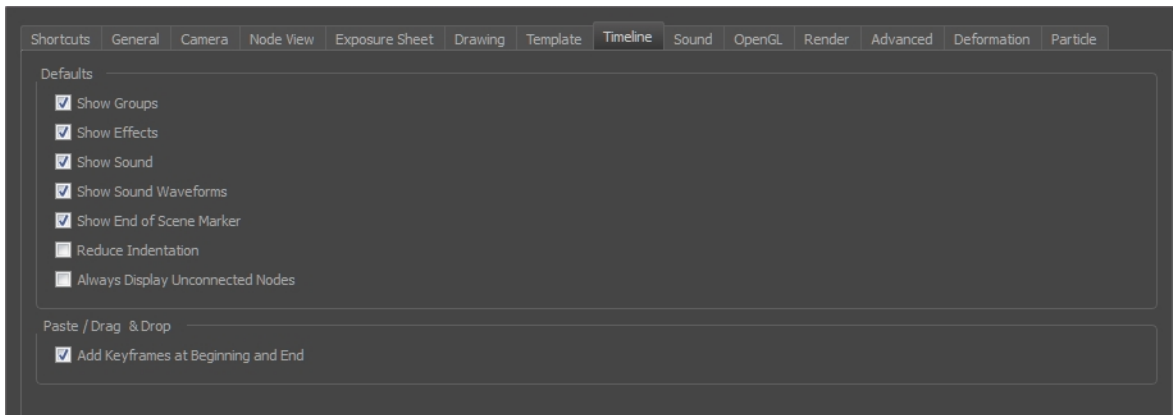 Shortcuts General Camera Node View Exposure Sheet Drawing Template Timeline Sound OpenGL Render Advanced Deformation Particle
Defaults
Show Groups
Show Effects
Show Sound
Show Sound Waveforms
Show End of Scene Marker
Reduce Indentation
Always Display Unconnected Nodes
Paste / Drag & Drop
Add Keyframes at Beginning and End